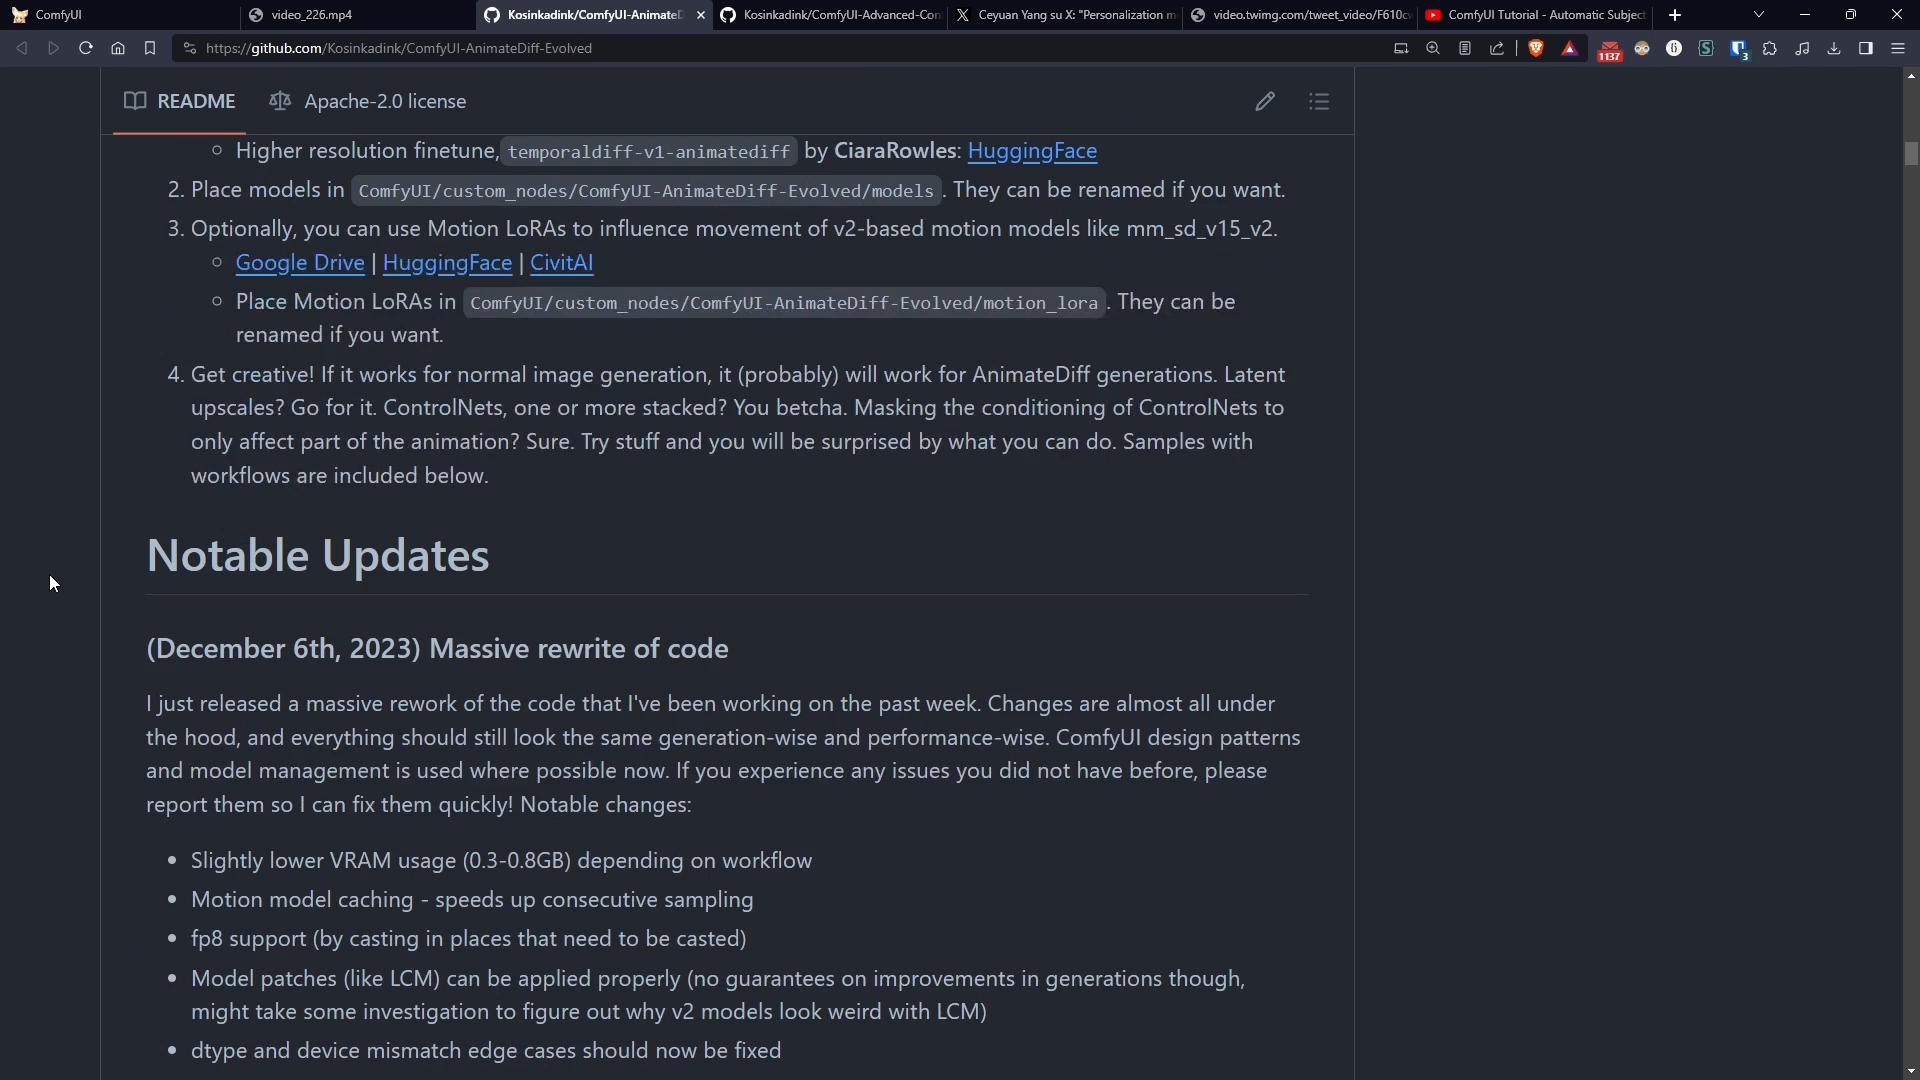 ComfyUI
video_226.mp4
Kosinkadink/ComfyUI-AnimateD
Kosinkadink/ComfyUI-Advanced-Con
Ceyuan Yang su X: "Personalization m
video.twimg.com/tweet_video/F610cv
ComfyUI Tutorial - Automatic Subject
https://github.com/Kosinkadink/ComfyUI-AnimateDiff-Evolved
1137
3
README
Apache-2.0 license
Higher resolution finetune, temporaldiff-v1-animatediff by CiaraRowles: HuggingFace
2. Place models in ComfyUI/custom_nodes/ComfyUI-AnimateDiff-Evolved/models . They can be renamed if you want.
3. Optionally, you can use Motion LoRAs to influence movement of v2-based motion models like mm_sd_v15_v2.
Google Drive | HuggingFace | CivitAI
Place Motion LoRAs in ComfyUI/custom_nodes/ComfyUI-AnimateDiff-Evolved/motion_lora . They can be
renamed if you want.
4. Get creative! If it works for normal image generation, it (probably) will work for AnimateDiff generations. Latent
upscales? Go for it. ControlNets, one or more stacked? You betcha. Masking the conditioning of ControlNets to
only affect part of the animation? Sure. Try stuff and you will be surprised by what you can do. Samples with
workflows are included below.
Notable Updates
(December 6th, 2023) Massive rewrite of code
I just released a massive rework of the code that I've been working on the past week. Changes are almost all under
the hood, and everything should still look the same generation-wise and performance-wise. ComfyUI design patterns
and model management is used where possible now. If you experience any issues you did not have before, please
report them so I can fix them quickly! Notable changes:
Slightly lower VRAM usage (0.3-0.8GB) depending on workflow
Motion model caching - speeds up consecutive sampling
fp8 support (by casting in places that need to be casted)
Model patches (like LCM) can be applied properly (no guarantees on improvements in generations though,
might take some investigation to figure out why v2 models look weird with LCM)
dtype and device mismatch edge cases should now be fixed